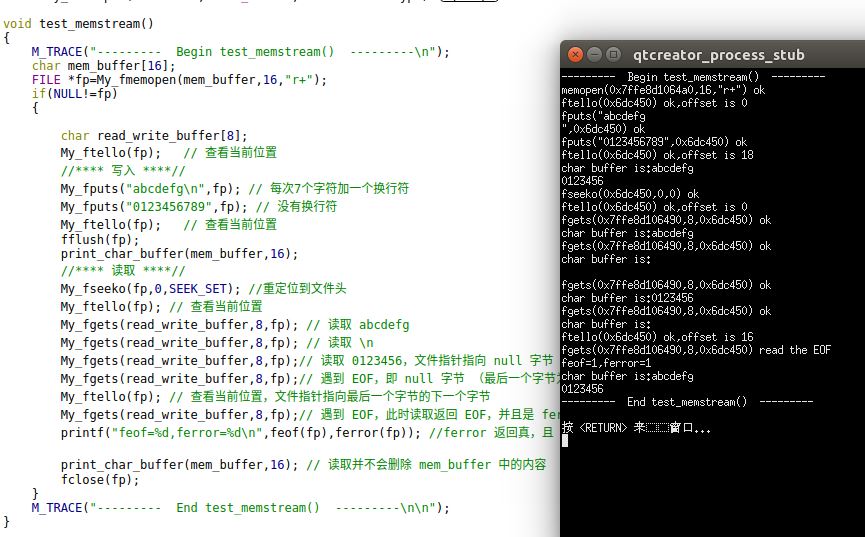 void test_memstream()
{
M_TRACE("---------  Begin test_memstream()  ---------\n");
char mem_buffer[16];
FILE *fp=My_fmemopen(mem_buffer,16,"r+");
if(NULL!=fp)
{
char read_write_buffer[8];
My_ftello(fp);   // 查看当前位置
//**** 写入 ****//
My_fputs("abcdefg\n",fp); // 每次7个字符加一个换行符
My_fputs("0123456789",fp); // 没有换行符
My_ftello(fp);   // 查看当前位置
fflush(fp);
print_char_buffer(mem_buffer,16);
//**** 读取 ****//
My_fseeko(fp,0,SEEK_SET); //重定位到文件头
My_ftello(fp); // 查看当前位置
My_fgets(read_write_buffer,8,fp); // 读取 abcdefg
My_fgets(read_write_buffer,8,fp); // 读取 \n
My_fgets(read_write_buffer,8,fp);// 读取 0123456，文件指针指向 null 字节
My_fgets(read_write_buffer,8,fp);// 遇到 EOF，即 null 字节 （最后一个字节
My_ftello(fp); // 查看当前位置，文件指针指向最后一个字节的下一个字节
My_fgets(read_write_buffer,8,fp);// 遇到 EOF，此时读取返回 EOF，并且是 fer
printf("feof=%d,ferror=%d\n",feof(fp),ferror(fp)); //ferror 返回真，且
print_char_buffer(mem_buffer,16); // 读取并不会删除 mem_buffer 中的内容
fclose(fp);
}
M_TRACE("---------  End test_memstream()  ---------\n\n");
}
qtcreator_process_stub
---------  Begin test_memstream()  ---------
memopen(0x7ffe8d1064a0,16,"r+") ok
ftello(0x6dc450) ok,offset is 0
fputs("abcdefg
",0x6dc450) ok
fputs("0123456789",0x6dc450) ok
ftello(0x6dc450) ok,offset is 18
char buffer is:abcdefg
0123456
fseeko(0x6dc450,0,0) ok
ftello(0x6dc450) ok,offset is 0
fgets(0x7ffe8d106490,8,0x6dc450) ok
char buffer is:abcdefg
fgets(0x7ffe8d106490,8,0x6dc450) ok
char buffer is:
fgets(0x7ffe8d106490,8,0x6dc450) ok
char buffer is:0123456
fgets(0x7ffe8d106490,8,0x6dc450) ok
char buffer is:
ftello(0x6dc450) ok,offset is 16
fgets(0x7ffe8d106490,8,0x6dc450) read the EOF
feof=1,ferror=1
char buffer is:abcdefg
0123456
---------  End test_memstream()  ---------
按 <RETURN> 来窗口...